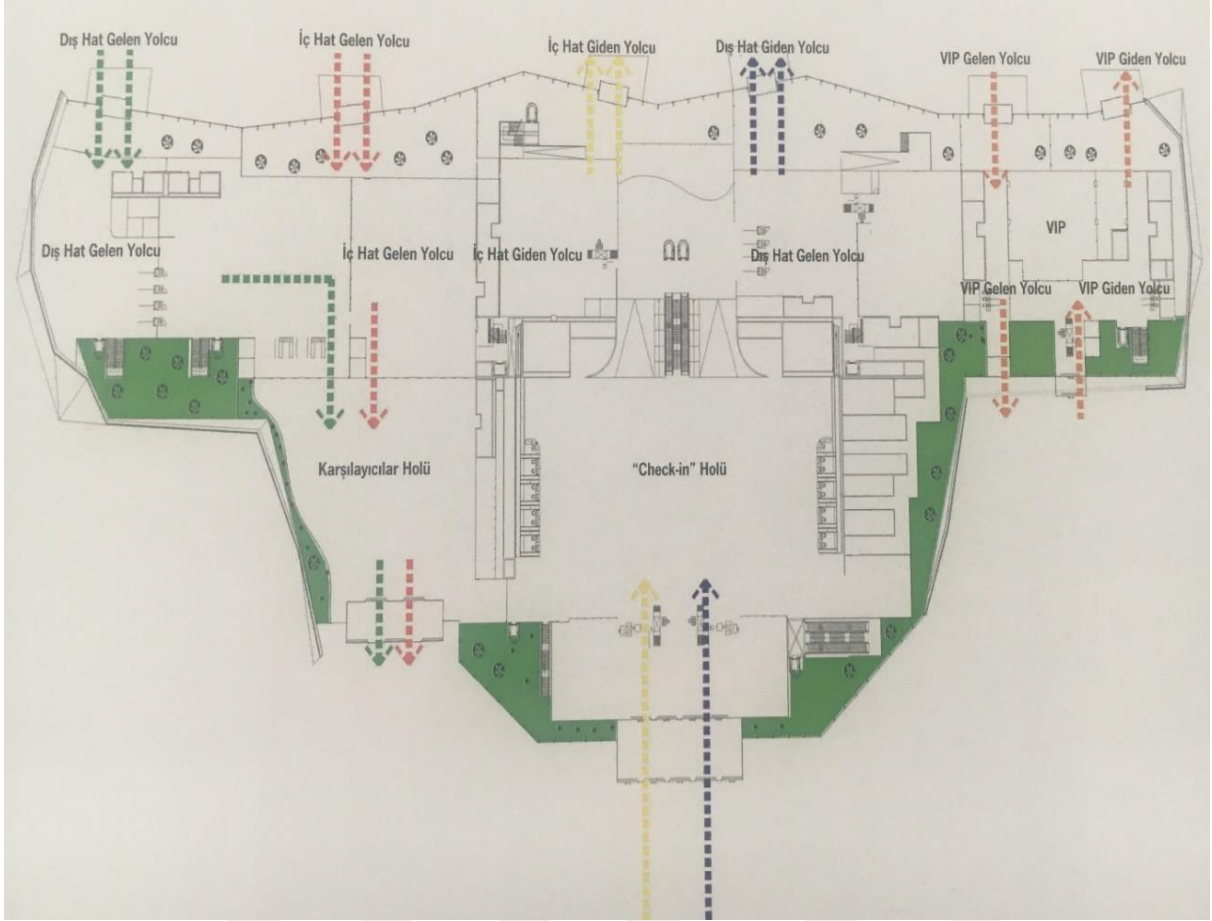 Dış Hat Gelen Yolcu
İç Hat Gelen Yolcu
İç Hat Giden Yolcu
Dış Hat Giden Yolcu
VIP Gelen Yolcu
VIP Giden Yolcu
Dış Hat Gelen Yolcu
İç Hat Gelen Yolcu
İç Hat Giden Yolcu
Dış Hat Gelen Yolcu
VIP
VIP Gelen Yolcu
VIP Giden Yolcu
Karşılayıcılar Holü
“Check-in” Holü